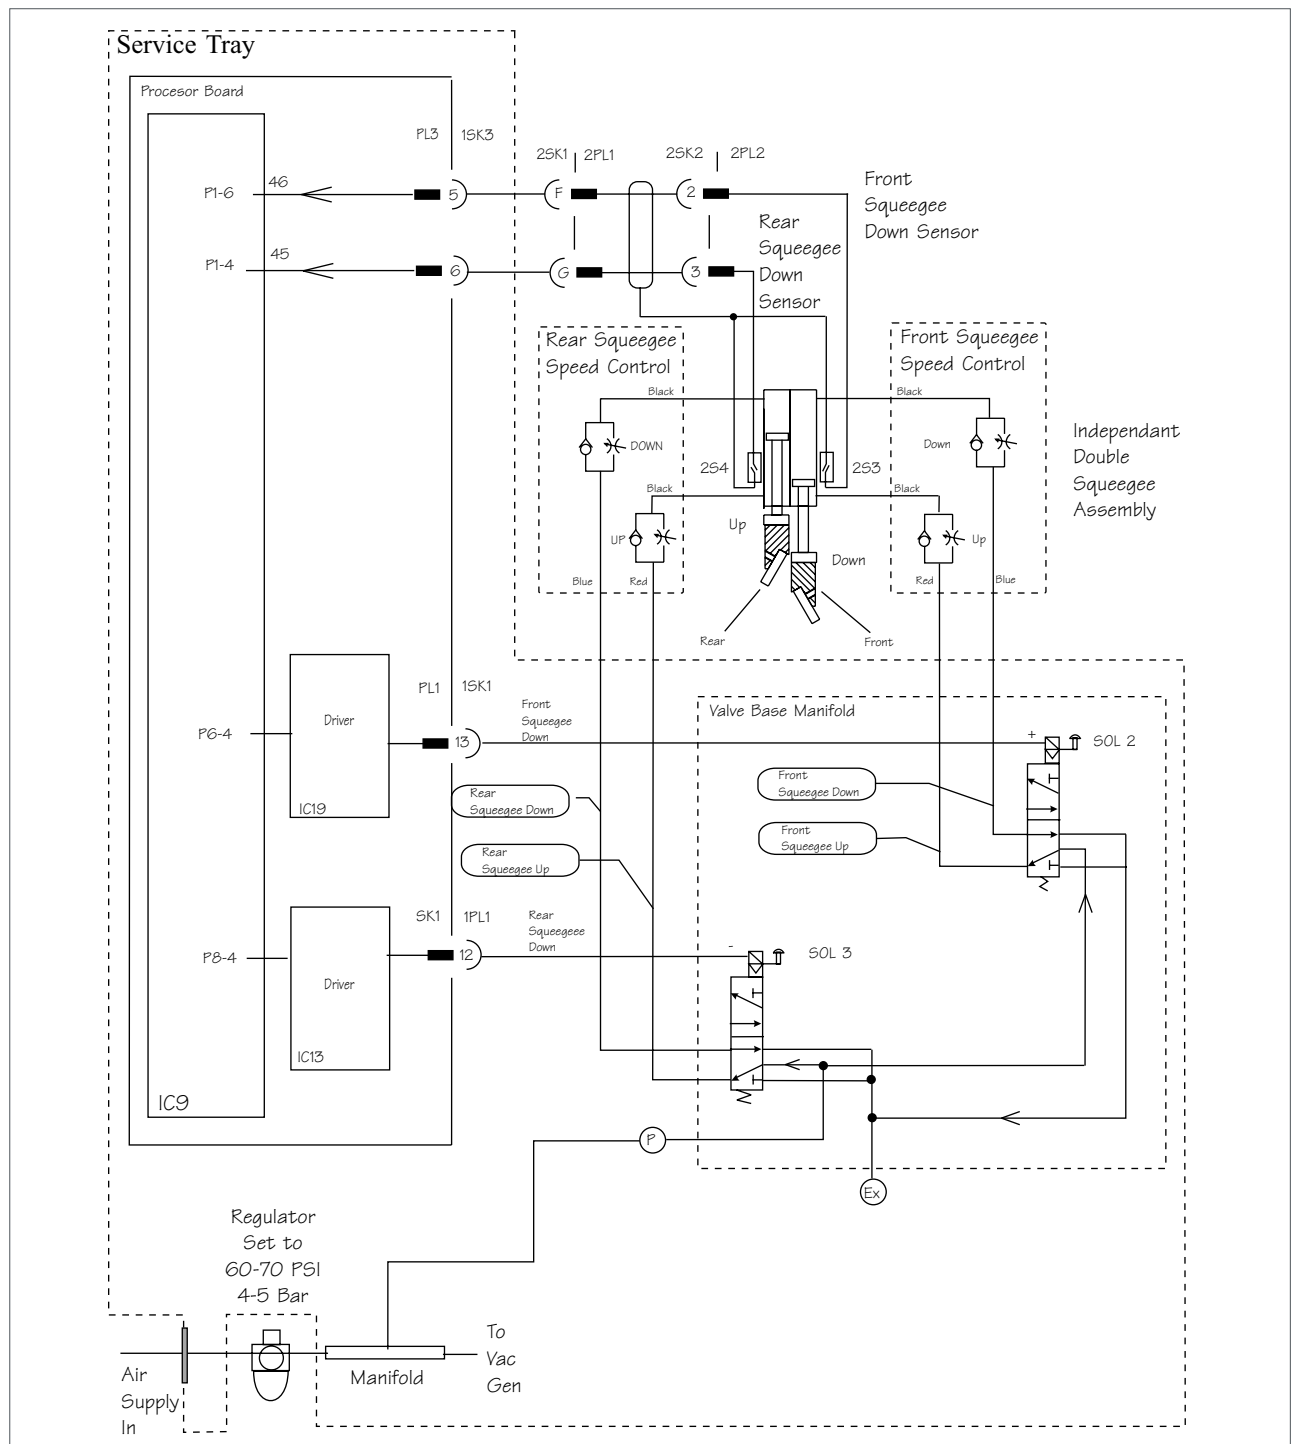 Service Tray
Procesor Board
PL3
1SK3
2SK1
2PL1
2SK2
2PL2
P1-6
46
5
F
2
P1-4
45
6
G
3
Front
Squeegee
Down Sensor
Rear
Squeegee
Down
Sensor
Rear Squeegee
Speed Control
Front Squeegee
Speed Control
Black
Black
DOWN
Down
2S4
2S3
Independant
Double
Squeegee
Assembly
Black
Black
UP
Up
Up
Down
Blue
Red
Red
Blue
Rear
Front
Driver
IC19
P6-4
PL1
1SK1
13
Front
Squeegee
Down
Valve Base Manifold
+
SOL 2
Rear
Squeegee Down
Front
Squeegee Down
Rear
Squeegee Up
Front
Squeegee Up
Driver
IC13
P8-4
SK1
1PL1
12
Rear
Squeegeee
Down
-
SOL 3
IC9
P
Ex
Regulator
Set to
60-70 PSI
4-5 Bar
Air
Supply
In
Manifold
To
Vac
Gen